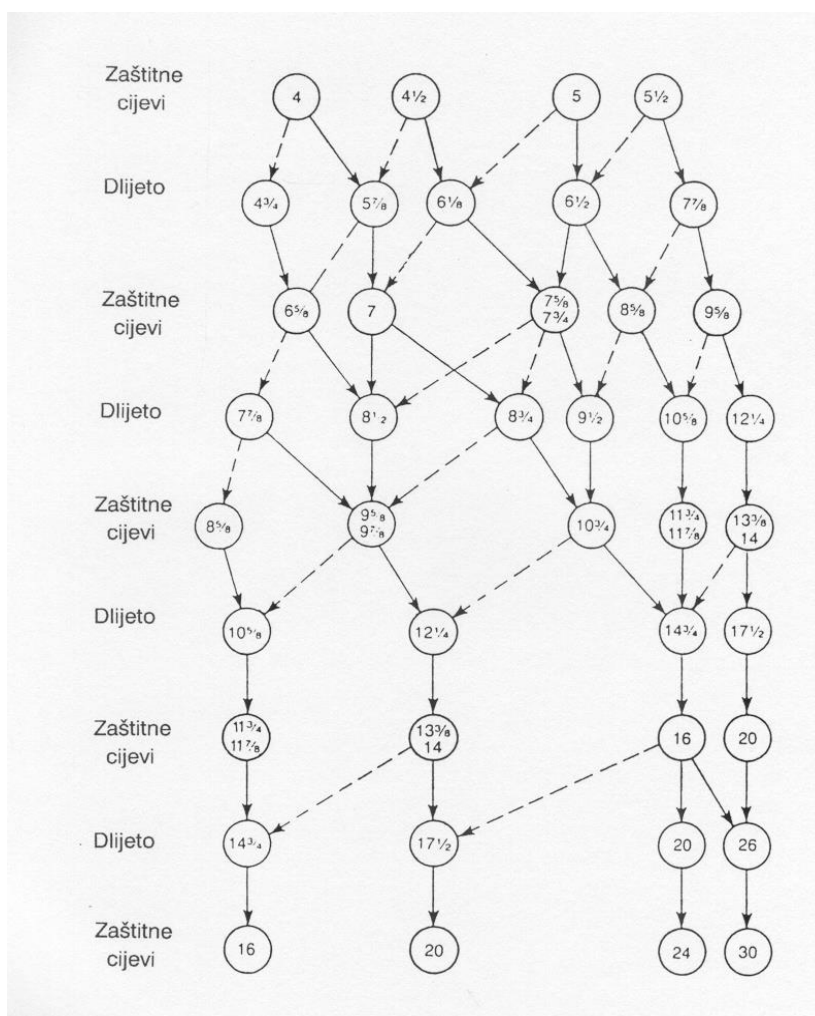 Zaštitne
cijevi
4 4½ 5 5½
Dlijeto
4¾ 5⅞ 6⅛ 6½ 7⅞
Zaštitne
cijevi
6⅝ 7 7⅝ 7¾ 8⅝ 9⅝
Dlijeto
7⅞ 8½ 8¾ 9½ 10⅝ 12¼
Zaštitne
cijevi
8⅝ 9⅝ 9⅞ 10¾ 11¾ 11⅞ 13⅜ 14
Dlijeto
10⅝ 12¼ 14¾ 17½
Zaštitne
cijevi
11¾ 11⅞ 13⅜ 14 16 20
Dlijeto
14¾ 17½ 20 26
Zaštitne
cijevi
16 20 24 30